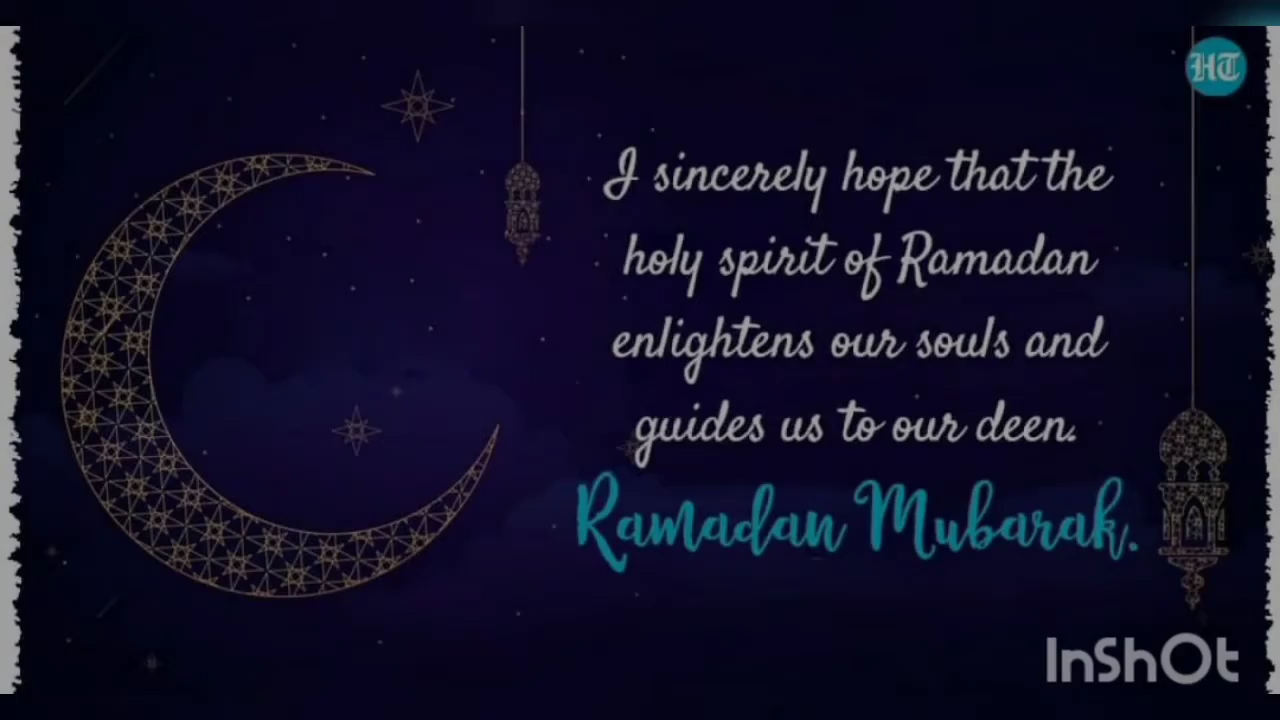 HT
I sincerely hope that the
holy spirit of Ramadan
enlightens our souls and
guides us to our deen.
Ramadan Mubarak.
InShOt